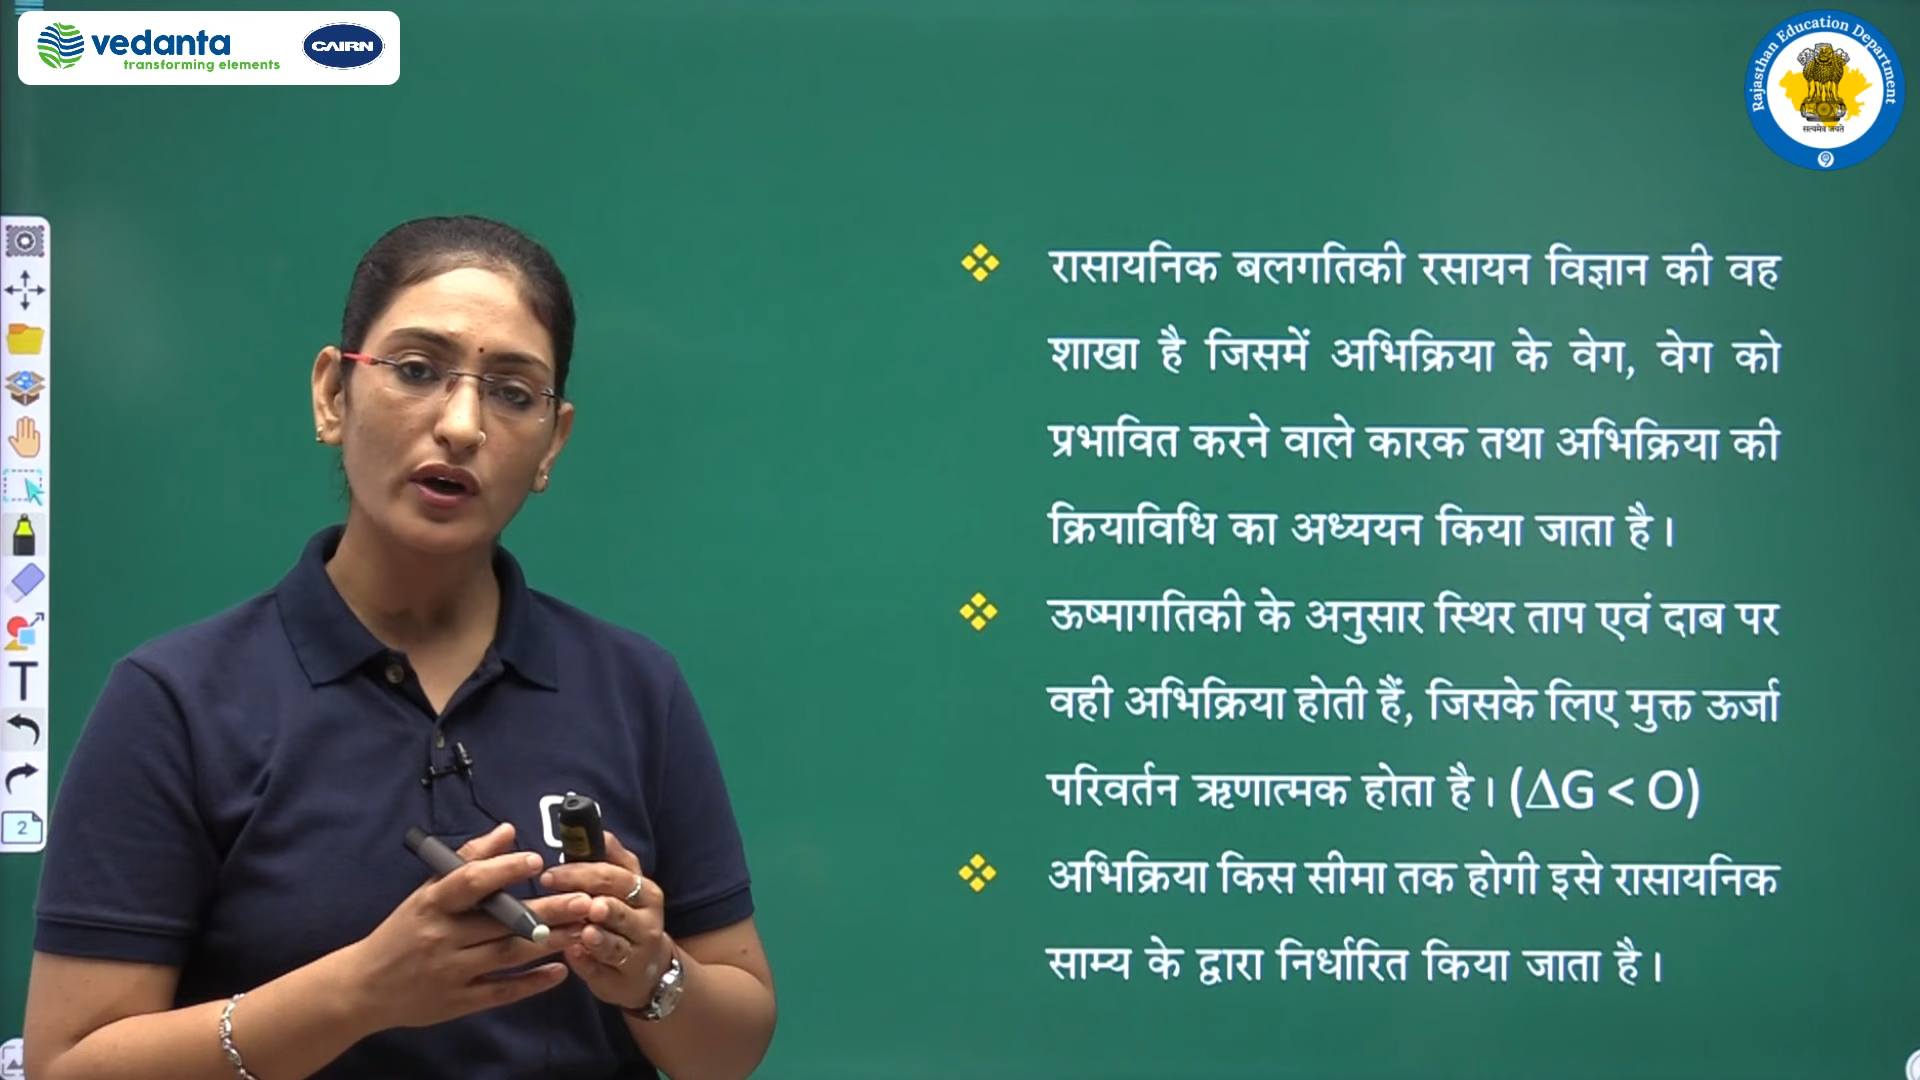 vedanta
transforming elements
CAIRN
Rajasthan Education Department
सत्यमेव जयते
रासायनिक बलगतिकी रसायन विज्ञान की वह
शाखा है जिसमें अभिक्रिया के वेग, वेग को
प्रभावित करने वाले कारक तथा अभिक्रिया की
क्रियाविधि का अध्ययन किया जाता है।
ऊष्मागतिकी के अनुसार स्थिर ताप एवं दाब पर
वही अभिक्रिया होती हैं, जिसके लिए मुक्त ऊर्जा
परिवर्तन ऋणात्मक होता है। (ΔG < O)
अभिक्रिया किस सीमा तक होगी इसे रासायनिक
साम्य के द्वारा निर्धारित किया जाता है।
T
2